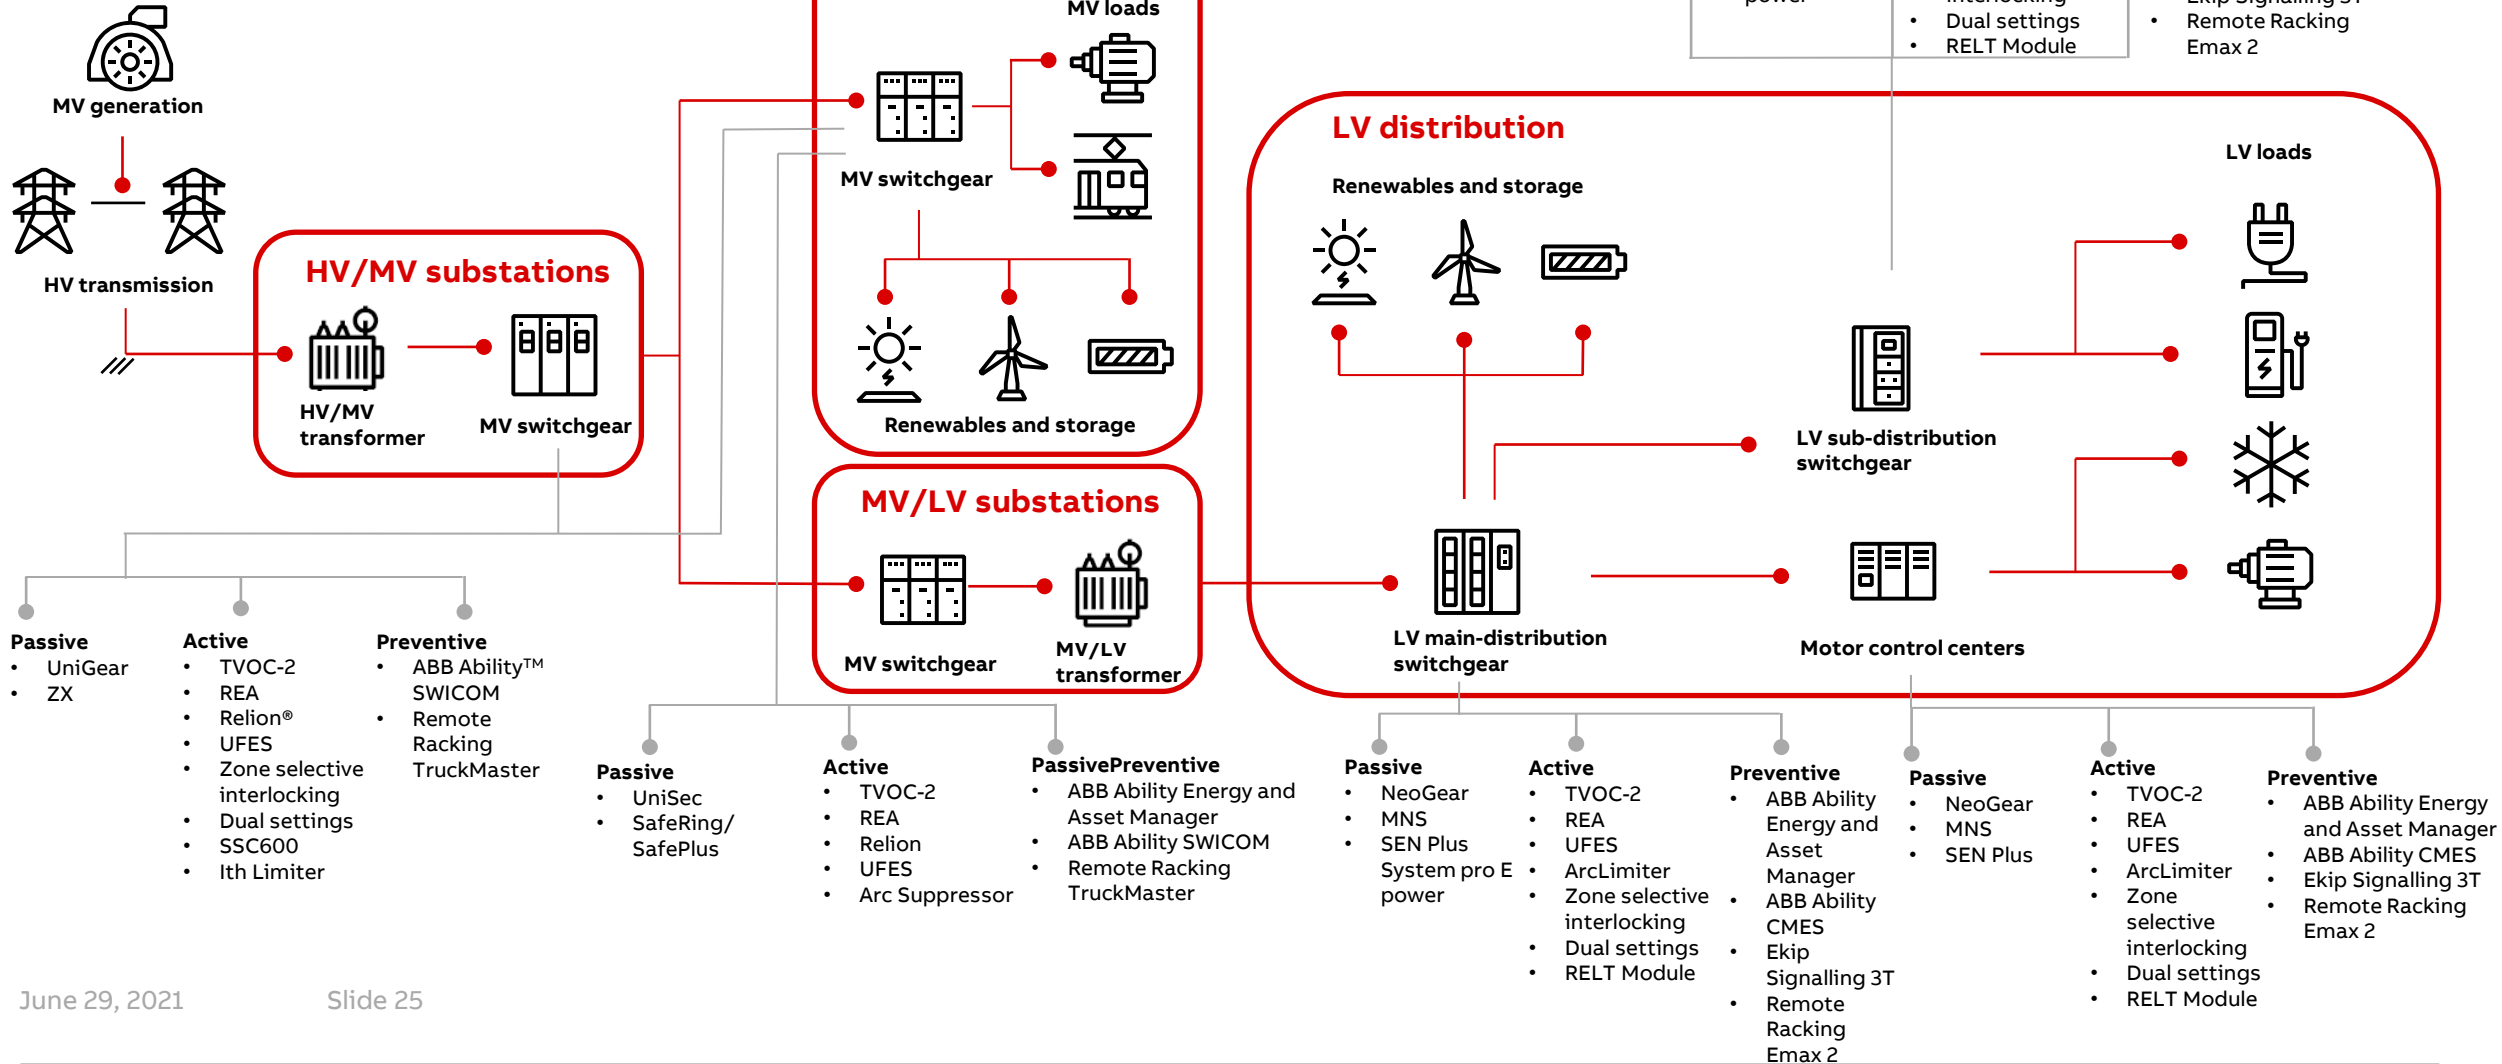 MV loads
power
interlocking
• Dual settings
• RELT Module
Ekip Signalling 3T
• Remote Racking
Emax 2
MV generation
HV transmission
HV/MV substations
HV/MV
transformer
MV switchgear
MV switchgear
Renewables and storage
MV/LV substations
MV switchgear
MV/LV
transformer
LV distribution
Renewables and storage
LV loads
LV sub-distribution
switchgear
LV main-distribution
switchgear
Motor control centers
Passive
• UniGear
• ZX
Active
• TVOC-2
• REA
• Relion®
• UFES
• Zone selective
interlocking
• Dual settings
• SSC600
• Ith Limiter
Preventive
• ABB Ability™
SWICOM
• Remote
Racking
TruckMaster
Passive
• UniSec
• SafeRing/
SafePlus
Active
• TVOC-2
• REA
• Relion
• UFES
• Arc Suppressor
PassivePreventive
• ABB Ability Energy and
Asset Manager
• ABB Ability SWICOM
• Remote Racking
TruckMaster
Passive
• NeoGear
• MNS
• SEN Plus
System pro E
power
Active
• TVOC-2
• REA
• UFES
• ArcLimiter
• Zone selective
interlocking
• Dual settings
• RELT Module
Preventive
• ABB Ability
Energy and
Asset
Manager
• ABB Ability
CMES
• Ekip
Signalling 3T
• Remote
Racking
Emax 2
Passive
• NeoGear
• MNS
• SEN Plus
Active
• TVOC-2
• REA
• UFES
• ArcLimiter
• Zone
selective
interlocking
• Dual settings
• RELT Module
Preventive
• ABB Ability Energy
and Asset Manager
• ABB Ability CMES
• Ekip Signalling 3T
• Remote Racking
Emax 2
June 29, 2021
Slide 25